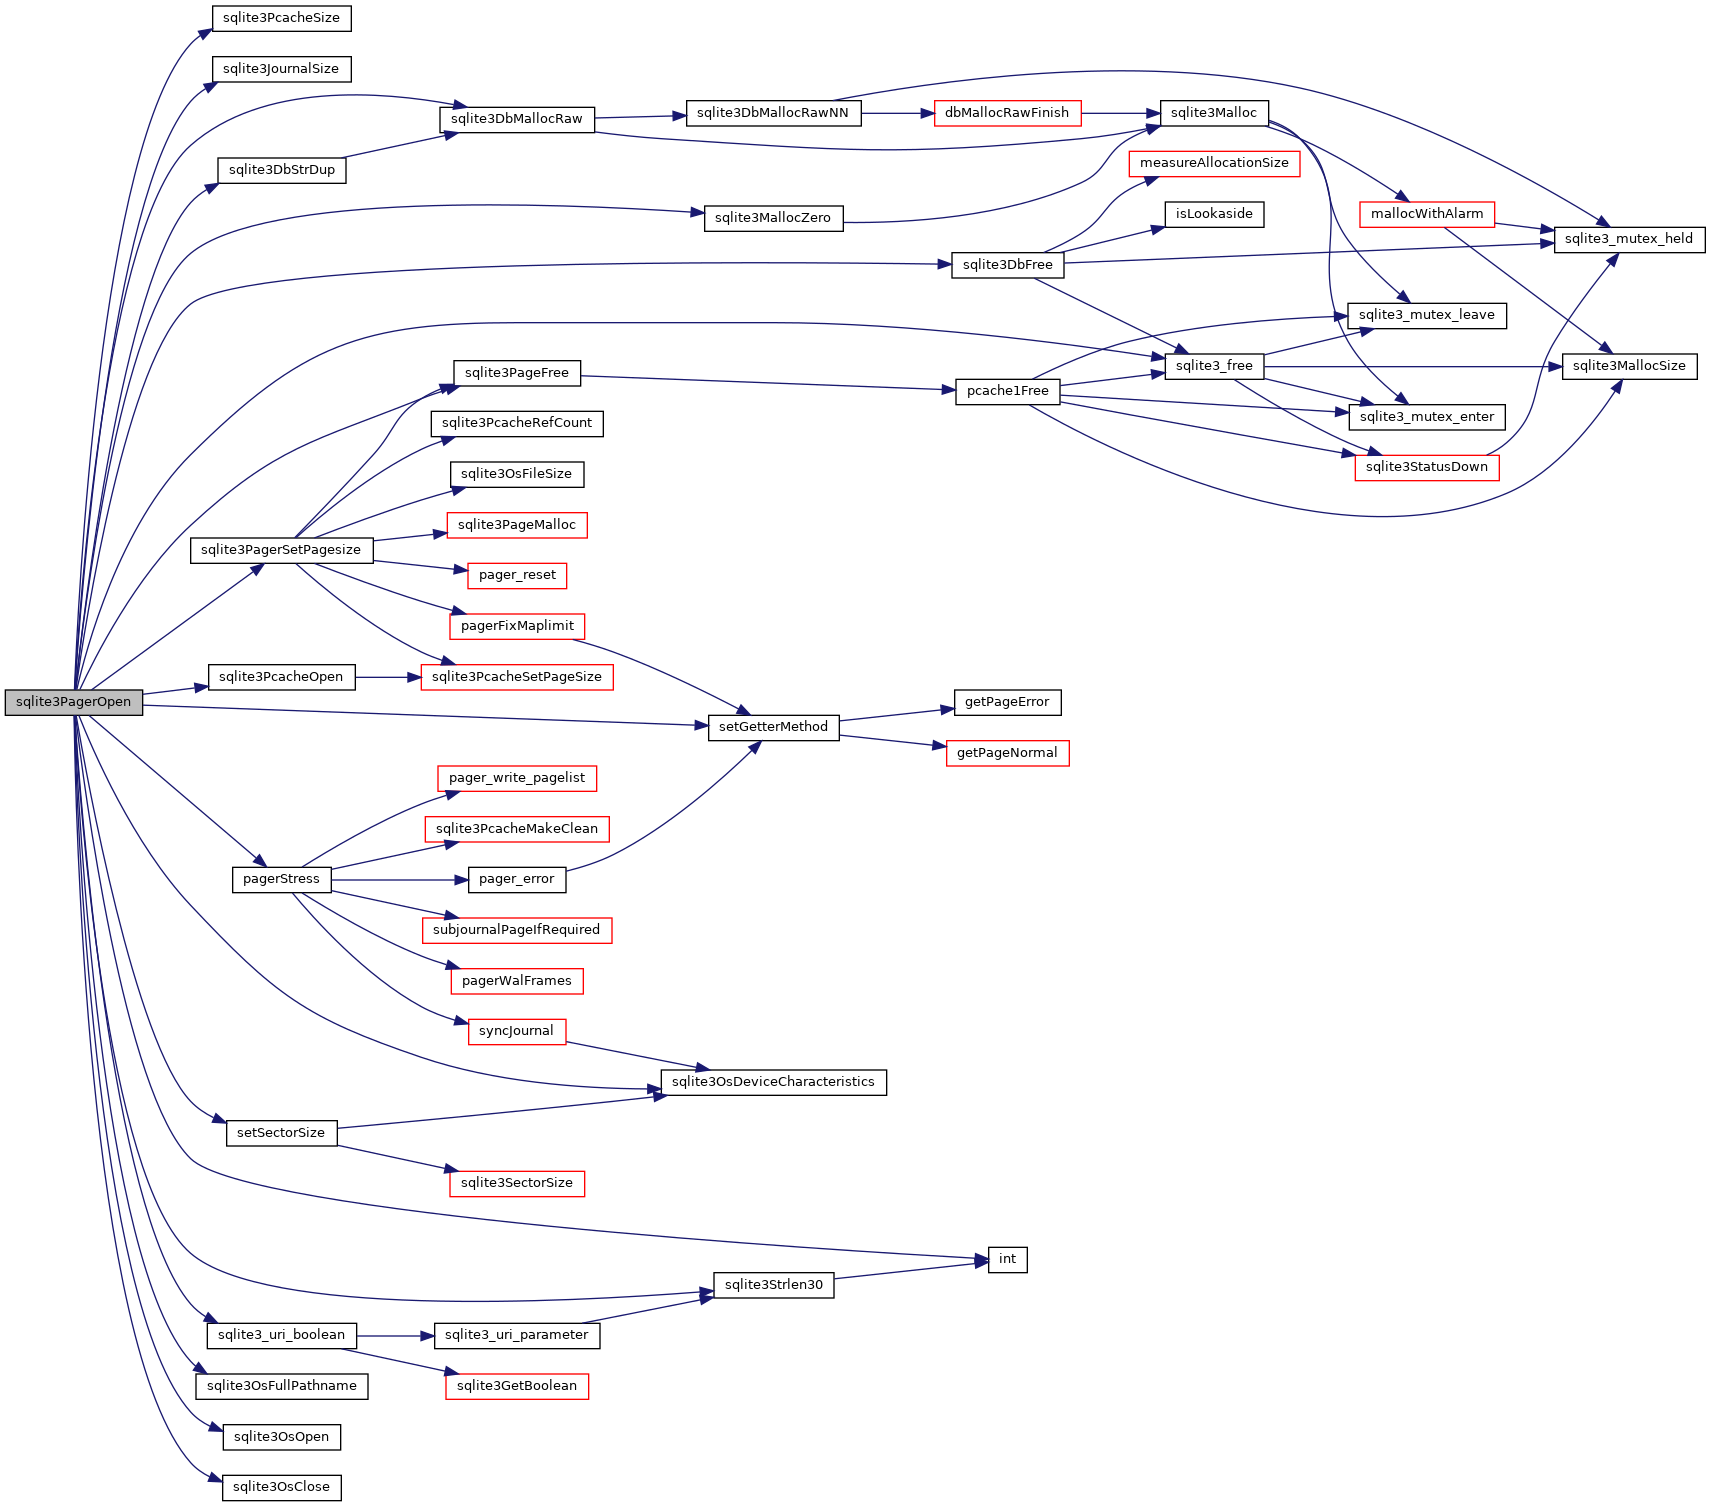 sqlite3PcacheSize
sqlite3JournalSize
sqlite3DbMallocRaw
sqlite3DbMallocRawNN
dbMallocRawFinish
sqlite3Malloc
measureAllocationSize
sqlite3DbStrDup
sqlite3MallocZero
isLookaside
mallocWithAlarm
sqlite3_mutex_held
sqlite3DbFree
sqlite3_mutex_leave
sqlite3PageFree
pcache1Free
sqlite3_free
sqlite3MallocSize
sqlite3PcacheRefCount
sqlite3_mutex_enter
sqlite3OsFileSize
sqlite3StatusDown
sqlite3PageMalloc
sqlite3PagerSetPagesize
pager_reset
pagerFixMaplimit
sqlite3PcacheOpen
sqlite3PcacheSetPageSize
sqlite3PagerOpen
setGetterMethod
getPageError
getPageNormal
pager_write_pagelist
sqlite3PcacheMakeClean
pagerStress
pager_error
subjournalPageIfRequired
pagerWalFrames
syncJournal
sqlite3OsDeviceCharacteristics
setSectorSize
sqlite3SectorSize
int
sqlite3Strlen30
sqlite3_uri_boolean
sqlite3_uri_parameter
sqlite3OsFullPathname
sqlite3GetBoolean
sqlite3OsOpen
sqlite3OsClose